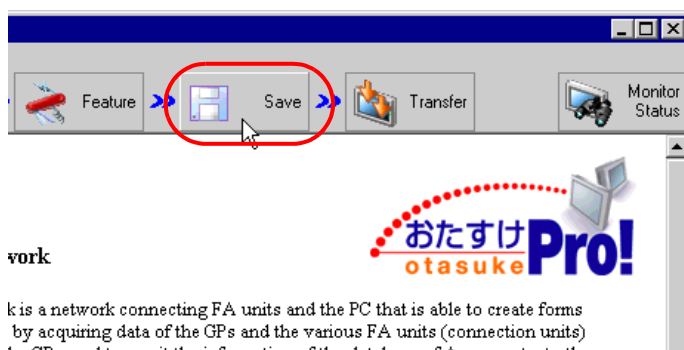 Feature
Save
Transfer
Monitor
Status
おたすけPro!
otasuke
work
k is a network connecting FA units and the PC that is able to create forms
by acquiring data of the GPs and the various FA units (connection units)